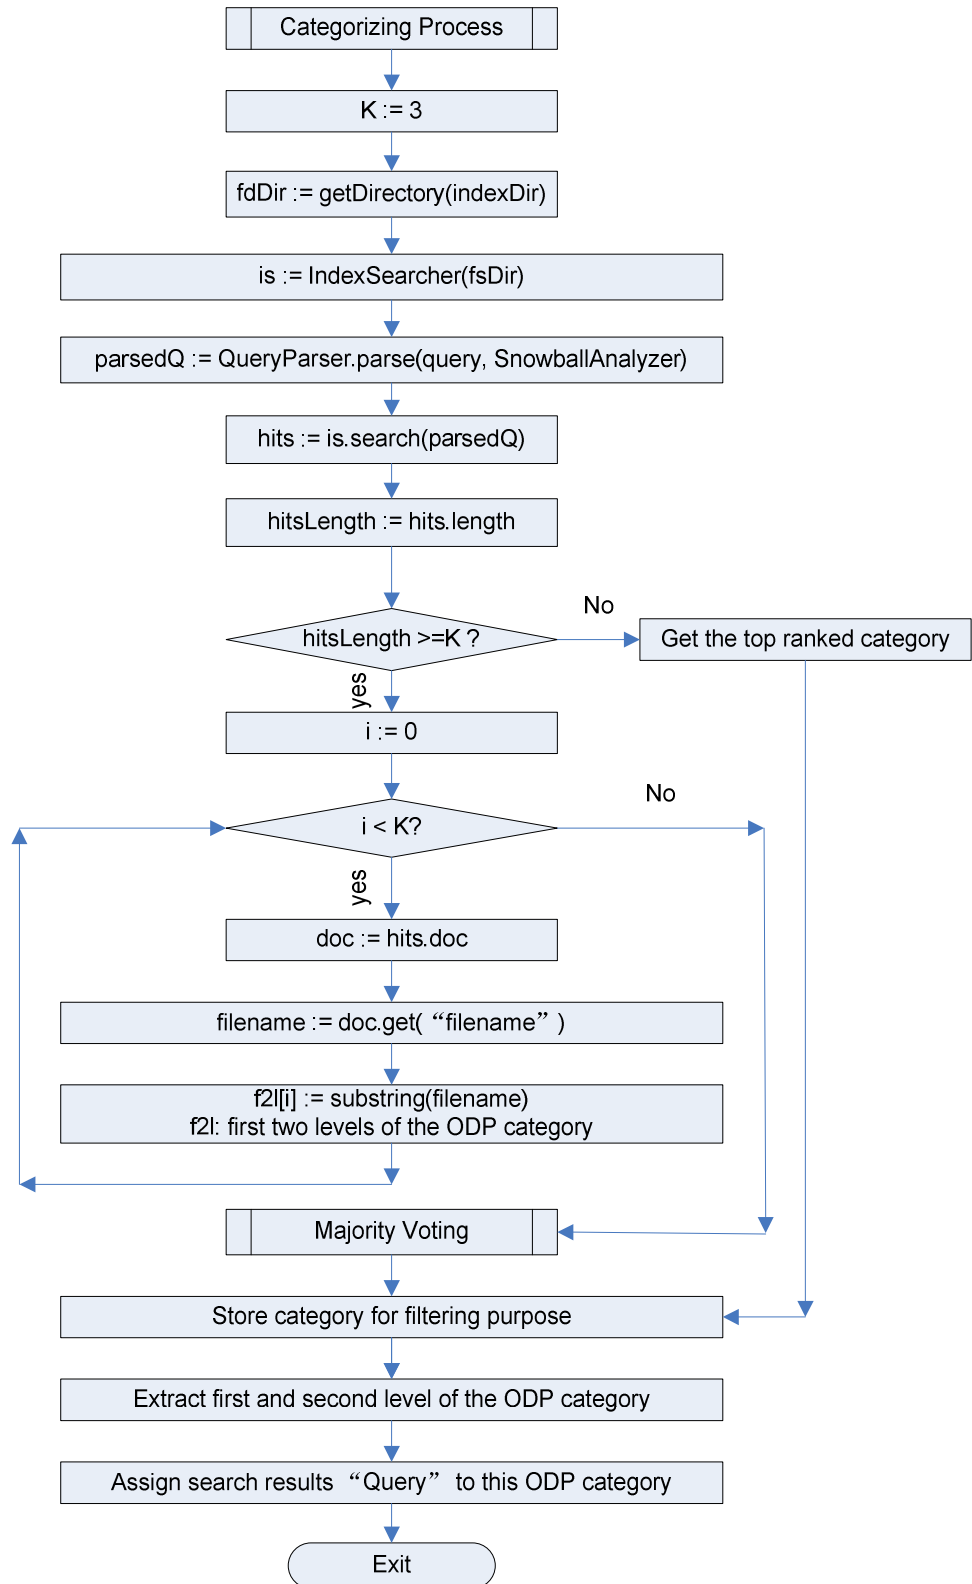 Categorizing Process
K := 3
fdDir := getDirectory(indexDir)
is := IndexSearcher(fsDir)
parsedQ := QueryParser.parse(query, SnowballAnalyzer)
hits := is.search(parsedQ)
hitsLength := hits.length
No
hitsLength >=K ?
Get the top ranked category
yes
i := 0
No
i < K?
yes
doc := hits.doc
filename := doc.get( “filename” )
f2l[i] := substring(filename)
f2l: first two levels of the ODP category
Majority Voting
Store category for filtering purpose
Extract first and second level of the ODP category
Assign search results “Query” to this ODP category
Exit